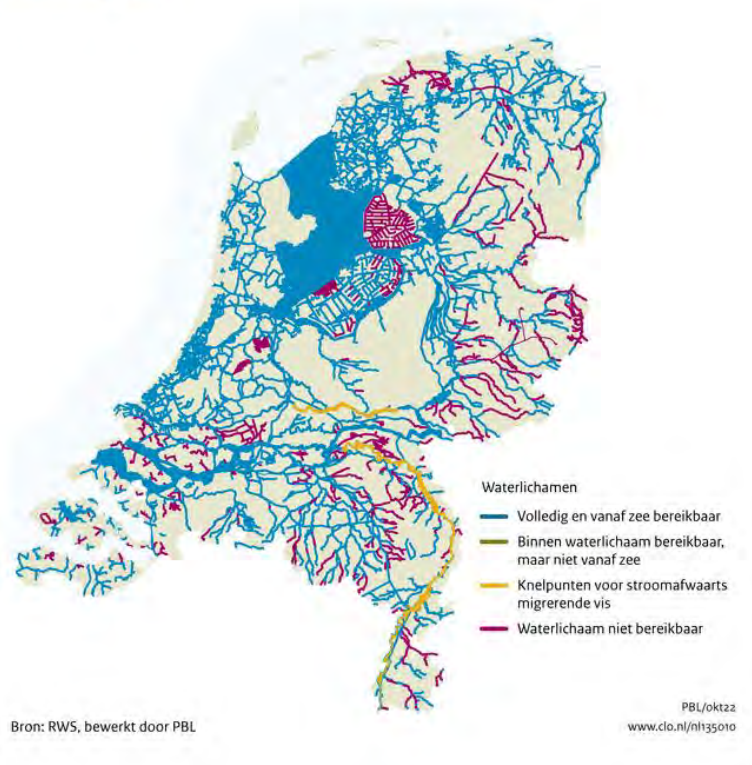 Waterlichamen
Volledig en vanaf zee bereikbaar
Binnen waterlichaam bereikbaar,
maar niet vanaf zee
Knelpunten voor stroomafwaarts
migrerende vis
Waterlichaam niet bereikbaar
PBL/okt22
Bron: RWS, bewerkt door PBL
www.clo.nl/nl135010